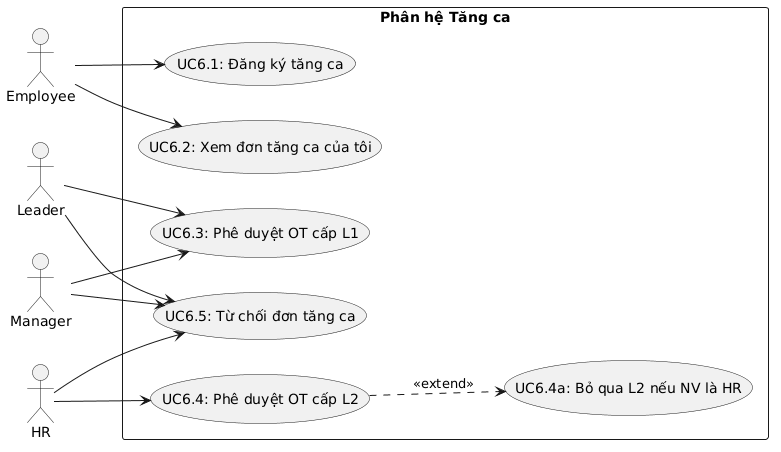 Phân hệ Tăng ca
Employee
UC6.1: Đăng ký tăng ca
UC6.2: Xem đơn tăng ca của tôi
Leader
UC6.3: Phê duyệt OT cấp L1
Manager
UC6.5: Từ chối đơn tăng ca
HR
UC6.4: Phê duyệt OT cấp L2
«extend»
UC6.4a: Bỏ qua L2 nếu NV là HR